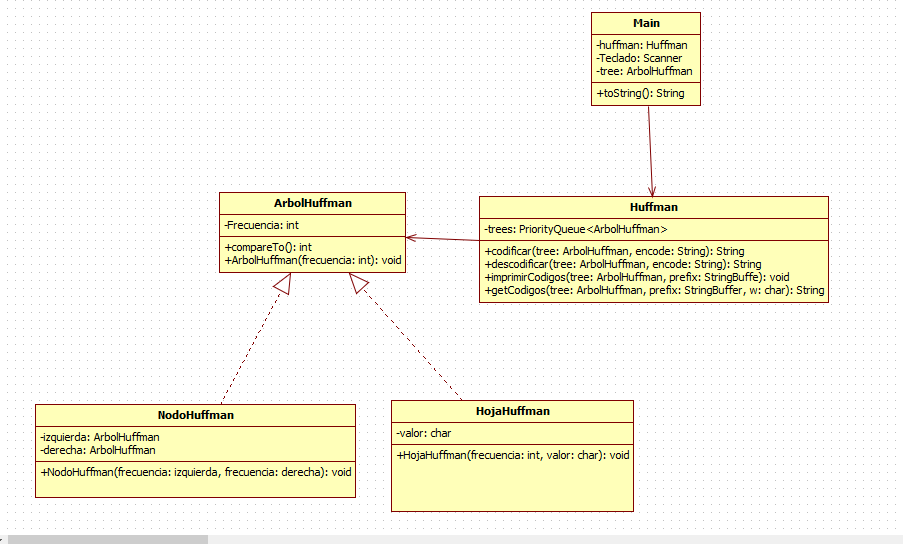 Main
-huffman: Huffman
-Teclado: Scanner
-tree: ArbolHuffman
+toString(): String
ArbolHuffman
-Frecuencia: int
+compareTo(): int
+ArbolHuffman(frecuencia: int): void
Huffman
-trees: PriorityQueue<ArbolHuffman>
+codificar(tree: ArbolHuffman, encode: String): String
+descodificar(tree: ArbolHuffman, encode: String): String
+imprimirCodigos(tree: ArbolHuffman, prefix: StringBuffe): void
+getCodigos(tree: ArbolHuffman, prefix: StringBuffer, w: char): String
NodoHuffman
-izquierda: ArbolHuffman
-derecha: ArbolHuffman
+NodoHuffman(frecuencia: izquierda, frecuencia: derecha): void
HojaHuffman
-valor: char
+HojaHuffman(frecuencia: int, valor: char): void